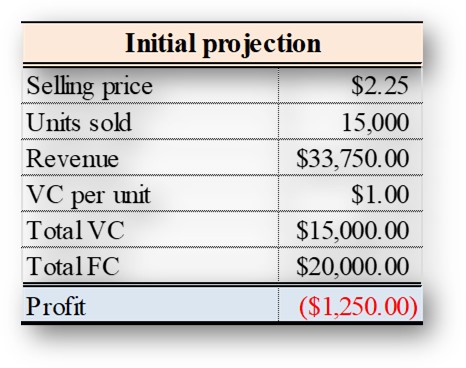 Initial projection
Selling price $2.25
Units sold 15,000
Revenue $33,750.00
VC per unit $1.00
Total VC $15,000.00
Total FC $20,000.00
Profit ($1,250.00)